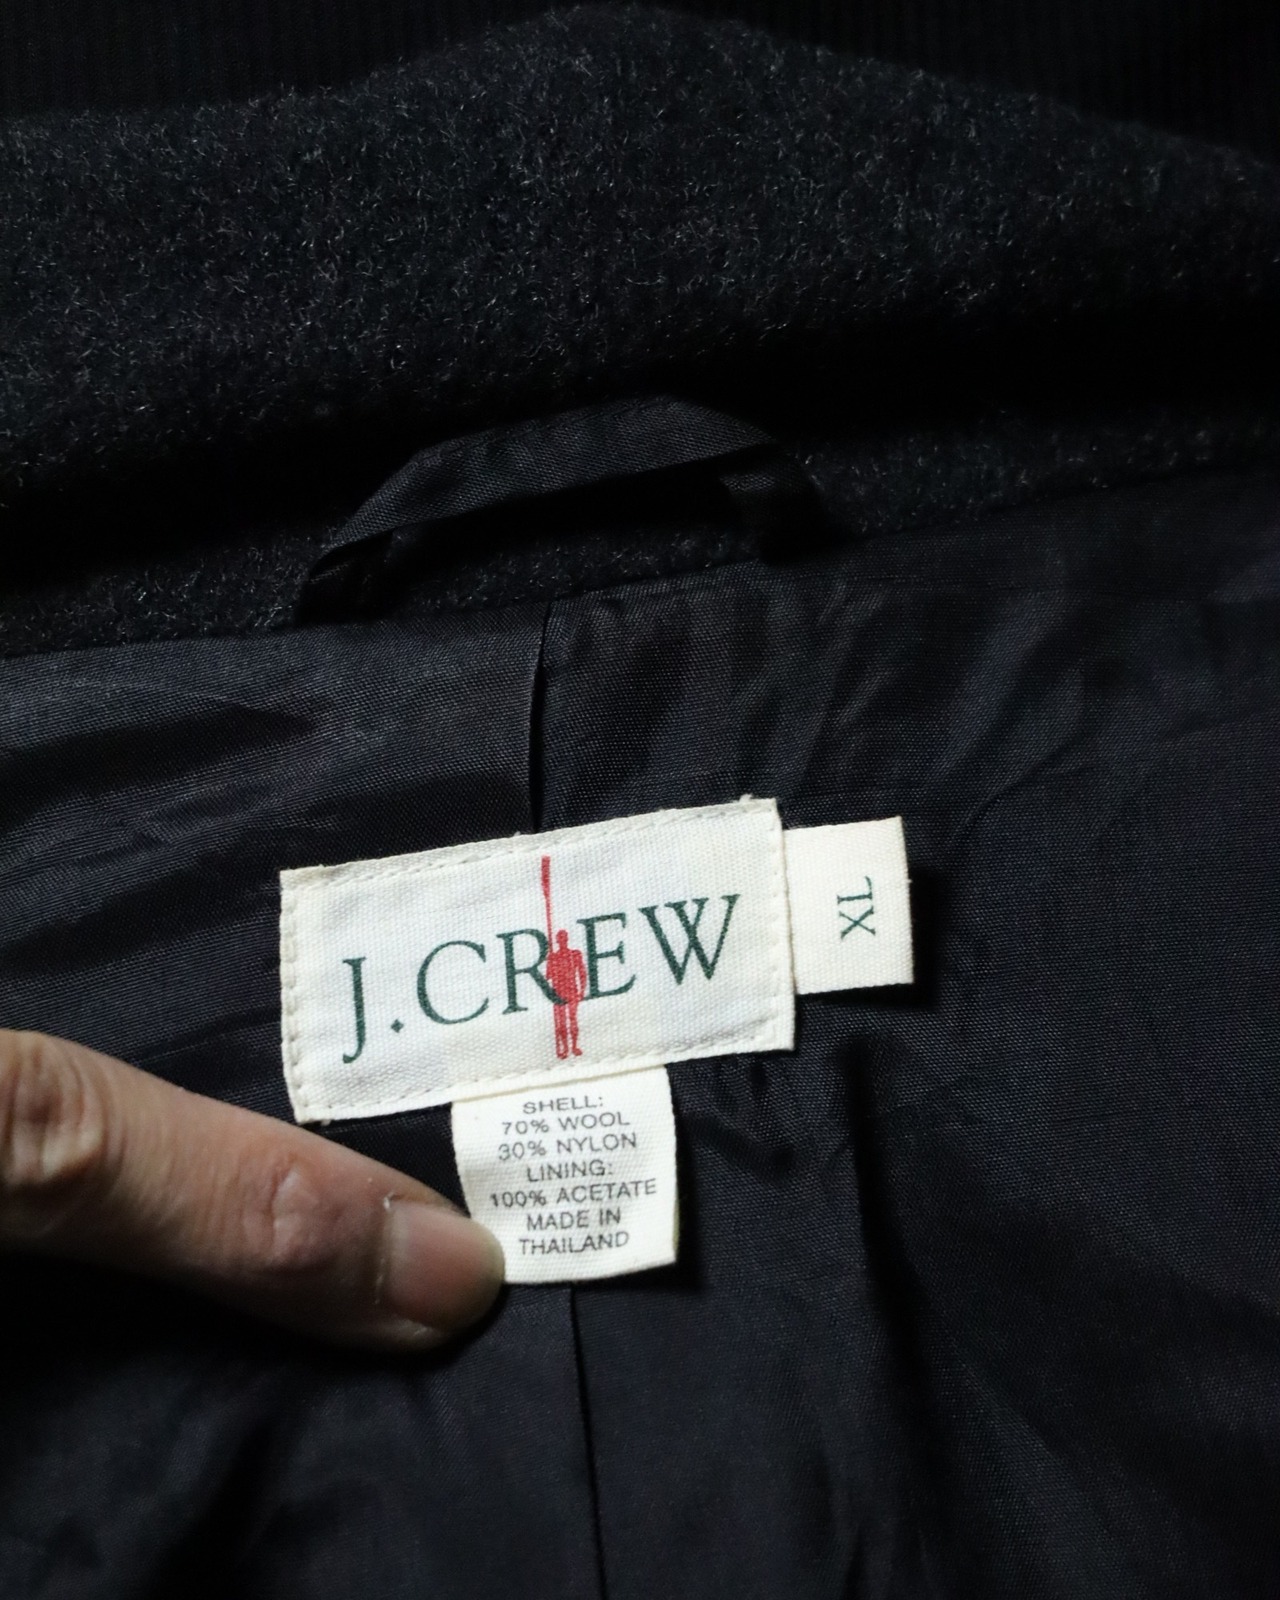 J.CREW
XL
SHELL:
70% WOOL
30% NYLON
LINING:
100% ACETATE
MADE IN
THAILAND